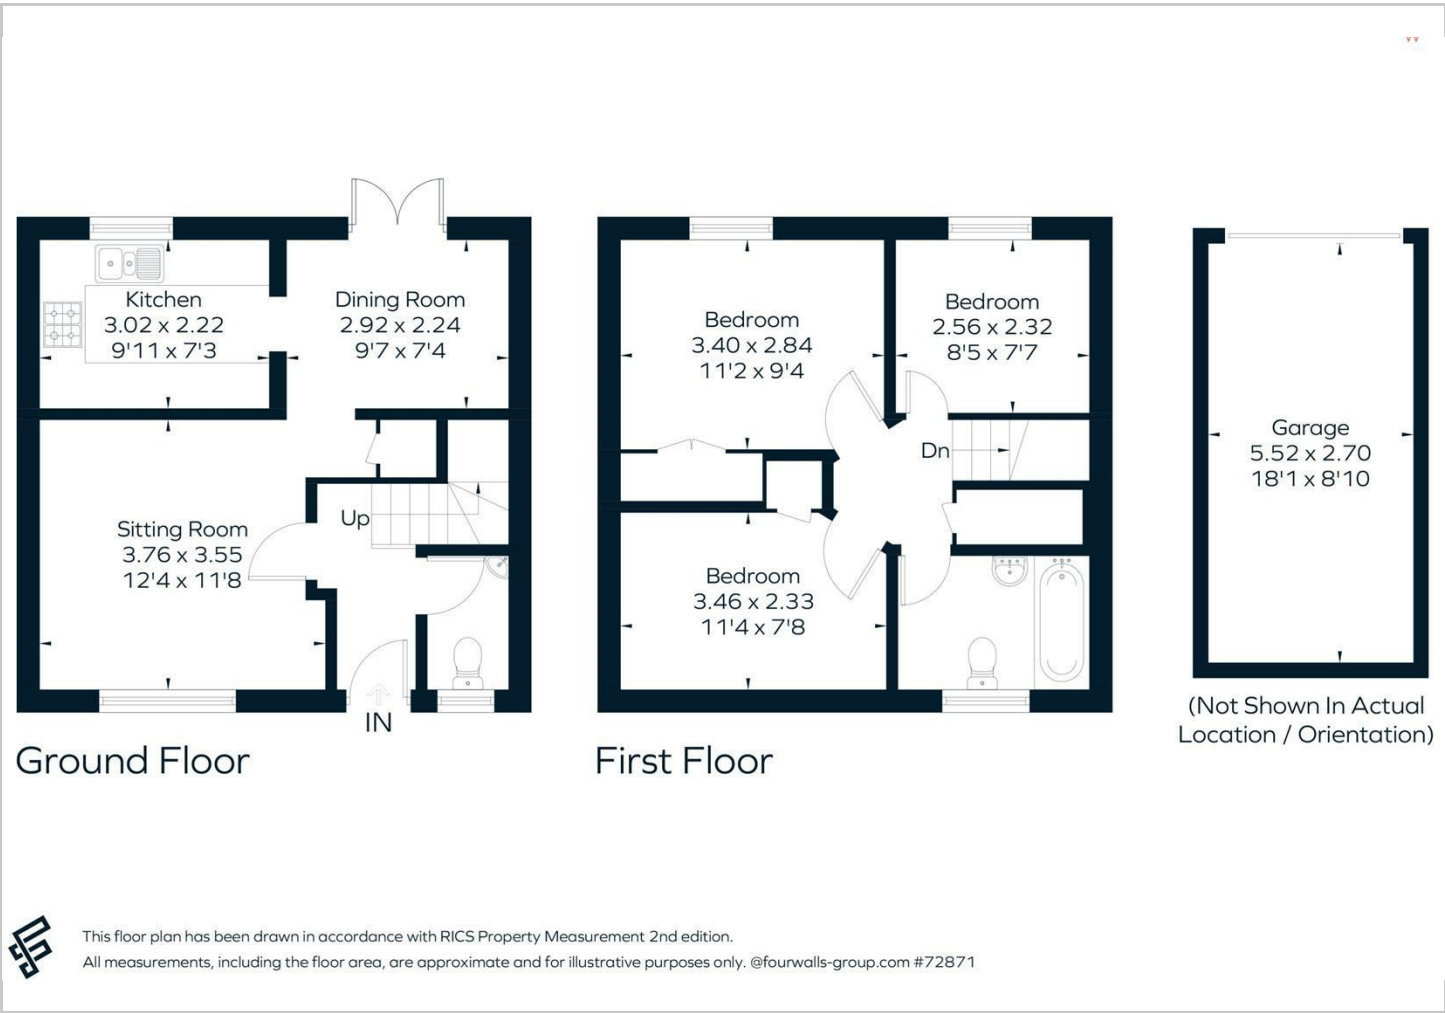 Kitchen
3.02 x 2.22
9'11 x 7'3
Dining Room
2.92 x 2.24
9'7 x 7'4
Sitting Room
3.76 x 3.55
12'4 x 11'8
Up
IN
Ground Floor
Bedroom
3.40 x 2.84
11'2 x 9'4
Bedroom
2.56 x 2.32
8'5 x 7'7
Dn
Bedroom
3.46 x 2.33
11'4 x 7'8
First Floor
Garage
5.52 x 2.70
18'1 x 8'10
(Not Shown In Actual
Location / Orientation)
This floor plan has been drawn in accordance with RICS Property Measurement 2nd edition.
All measurements, including the floor area, are approximate and for illustrative purposes only. @fourwalls-group.com #72871